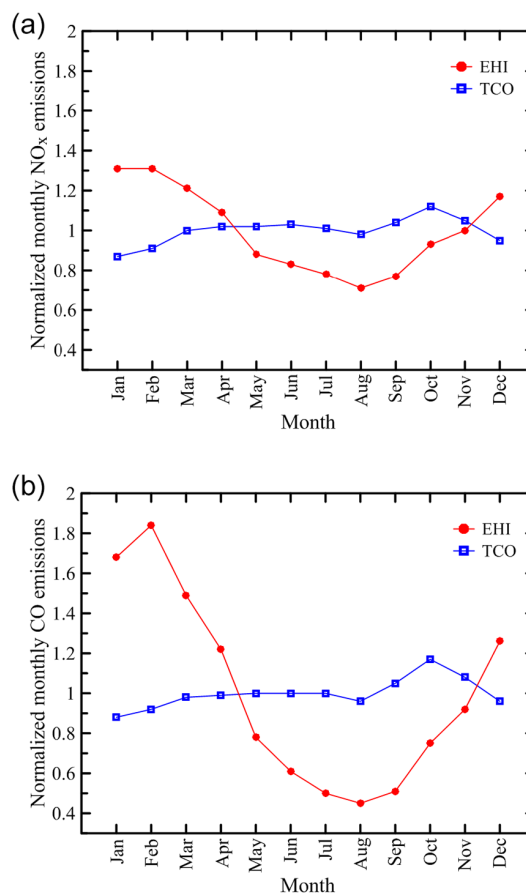 (a)
Normalized monthly NOx emissions
2
1.8
1.6
1.4
1.2
1
0.8
0.6
0.4
EHI
TCO
Jan
Feb
Mar
Apr
May
Jun
Jul
Aug
Sep
Oct
Nov
Dec
Month
(b)
Normalized monthly CO emissions
2
1.8
1.6
1.4
1.2
1
0.8
0.6
0.4
EHI
TCO
Jan
Feb
Mar
Apr
May
Jun
Jul
Aug
Sep
Oct
Nov
Dec
Month